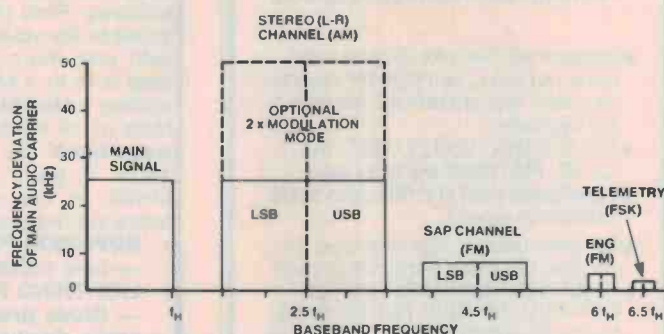 STEREO (L-R)
CHANNEL (AM)
50
40
30
20
10
0
FREQUENCY DEVIATION
OF MAIN AUDIO CARRIER
(kHz)
MAIN
SIGNAL
OPTIONAL
2 x MODULATION
MODE
LSB
USB
SAP CHANNEL
(FM)
LSB
USB
TELEMETRY
(FSK)
ENG
(FM)
fH
2.5 fH
4.5 fH
6 fH
6.5 fH
BASEBAND FREQUENCY